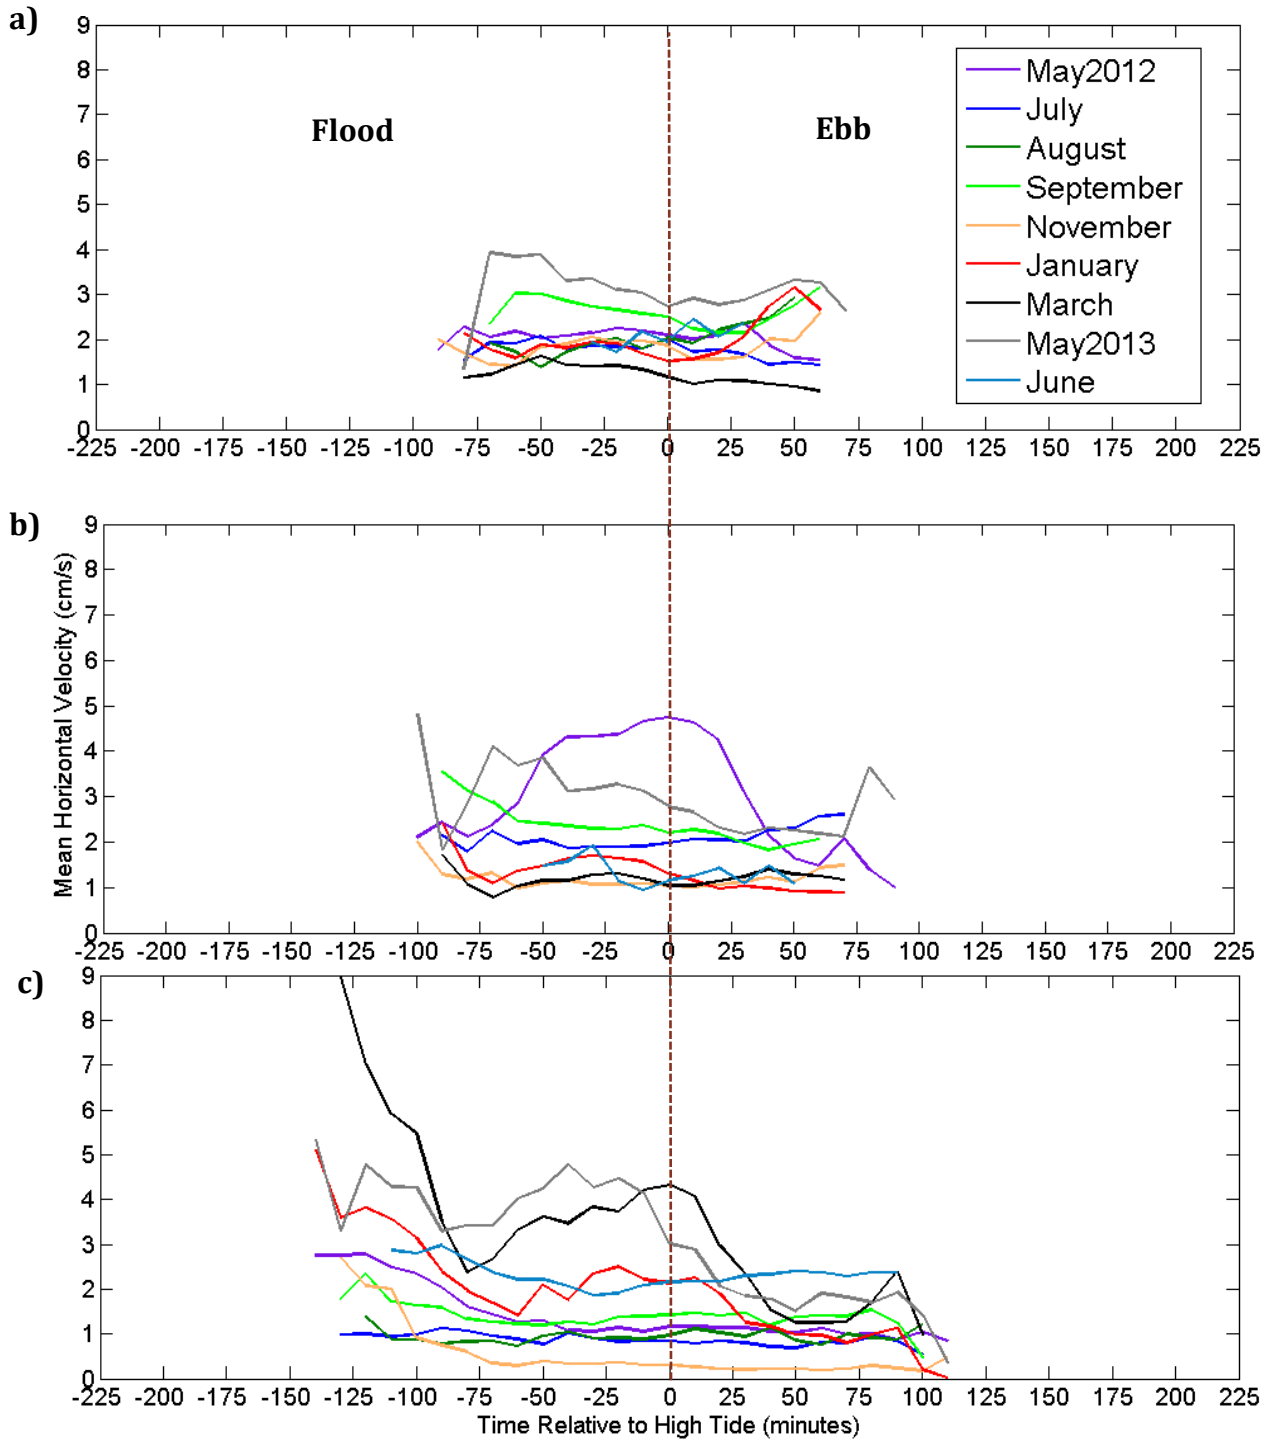 a)
9
8
7
6
5
4
3
2
1
0
Flood
Ebb
May2012
July
August
September
November
January
March
May2013
June
-225 -200 -175 -150 -125 -100 -75 -50 -25 0 25 50 75 100 125 150 175 200 225
b)
Mean Horizontal Velocity (cm/s)
9
8
7
6
5
4
3
2
1
0
-225 -200 -175 -150 -125 -100 -75 -50 -25 0 25 50 75 100 125 150 175 200 225
c)
9
8
7
6
5
4
3
2
1
0
-225 -200 -175 -150 -125 -100 -75 -50 -25 0 25 50 75 100 125 150 175 200 225
Time Relative to High Tide (minutes)